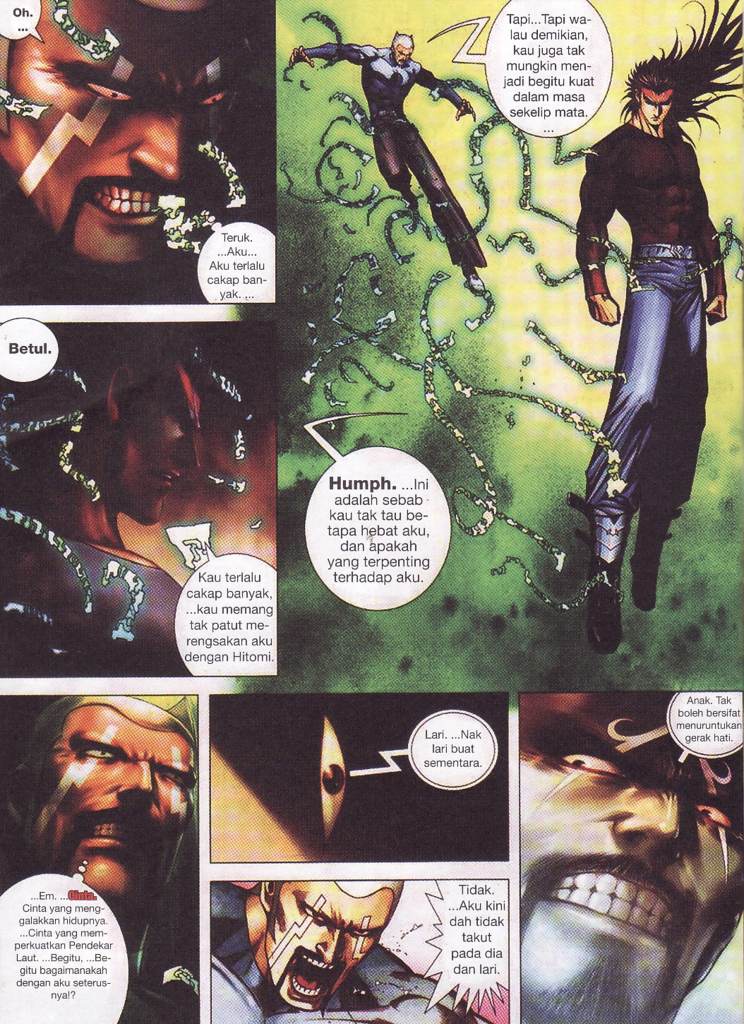 Oh.
...
Teruk.
...Aku...
Aku terlalu
cakap ban-
yak. ...
Tapi...Tapi wa-
lau demikian,
kau juga tak
mungkin men-
jadi begitu kuat
dalam masa
sekelip mata.
...
Betul.
Kau terlalu
cakap banyak,
...kau memang
tak patut me-
rengsakan aku
dengan Hitomi.
Humph. ...Ini
adalah sebab
kau tak tau be-
tapa hebat aku,
dan apakah
yang terpenting
terhadap aku.
...Em. ...Cinta.
Cinta yang meng-
galakkan hidupnya.
...Cinta yang mem-
perkuatkan Pendekar
Laut. ...Begitu, ...Be-
gitu bagaimanakah
dengan aku seterus-
nya!?
Lari. ...Nak
lari buat
sementara.
Tidak.
...Aku kini
dah tidak
takut
pada dia
dan lari.
Anak. Tak
boleh bersifat
menuruntukan
gerak hati.